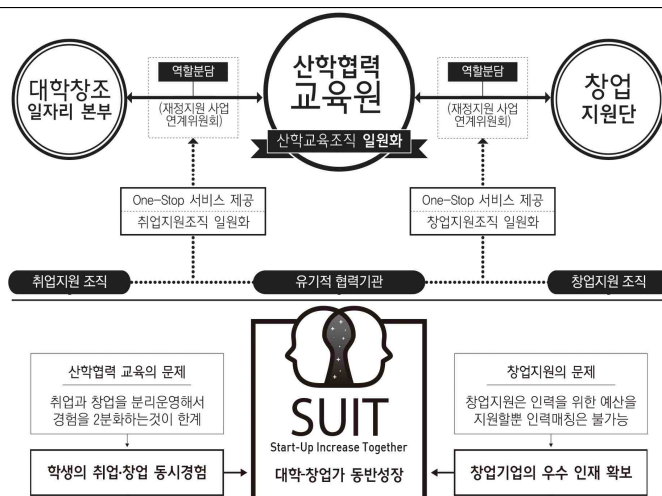 대학창조
일자리 본부
역할분담
(재정지원 사업
연계위원회)
산학협력
교육원
산학교육조직 일원화
역할분담
(재정지원 사업
연계위원회)
창업
지원단
One-Stop 서비스 제공
취업지원조직 일원화
One-Stop 서비스 제공
창업지원조직 일원화
취업지원 조직
유기적 협력기관
창업지원 조직
산학협력 교육의 문제
취업과 창업을 분리운영해서
경험을 2분화하는것이 한계
학생의 취업·창업 동시경험
SUIT
Start-Up Increase Together
대학·창업가 동반성장
창업지원의 문제
창업지원은 인력을 위한 예산을
지원할뿐 인력매칭은 불가능
창업기업의 우수 인재 확보